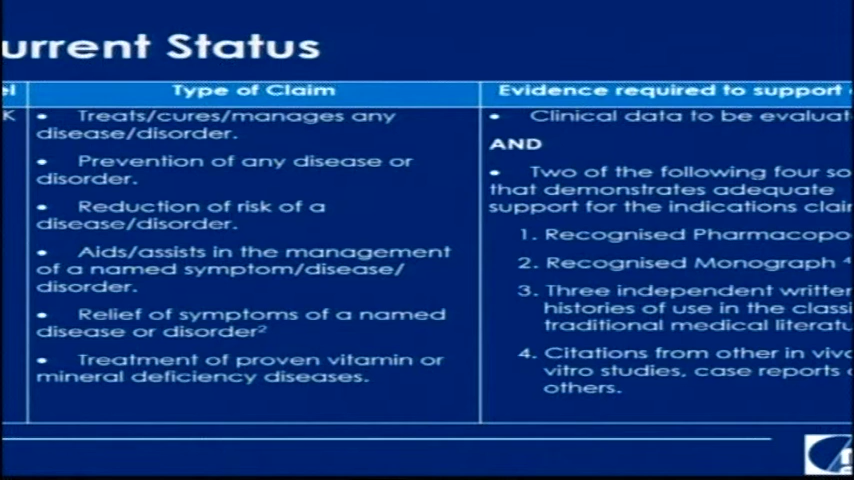 urrent Status
el Type of Claim Evidence required to support
K • Treats/cures/manages any
disease/disorder.
• Prevention of any disease or
disorder.
• Reduction of risk of a
disease/disorder.
• Aids/assists in the management
of a named symptom/disease/
disorder.
• Relief of symptoms of a named
disease or disorder²
• Treatment of proven vitamin or
mineral deficiency diseases.
• Clinical data to be evaluat
AND
• Two of the following four so
that demonstrates adequate
support for the indications clai
1. Recognised Pharmacopo
2. Recognised Monograph ⁴
3. Three independent written
histories of use in the classi
traditional medical literatu
4. Citations from other in viv
vitro studies, case reports
others.